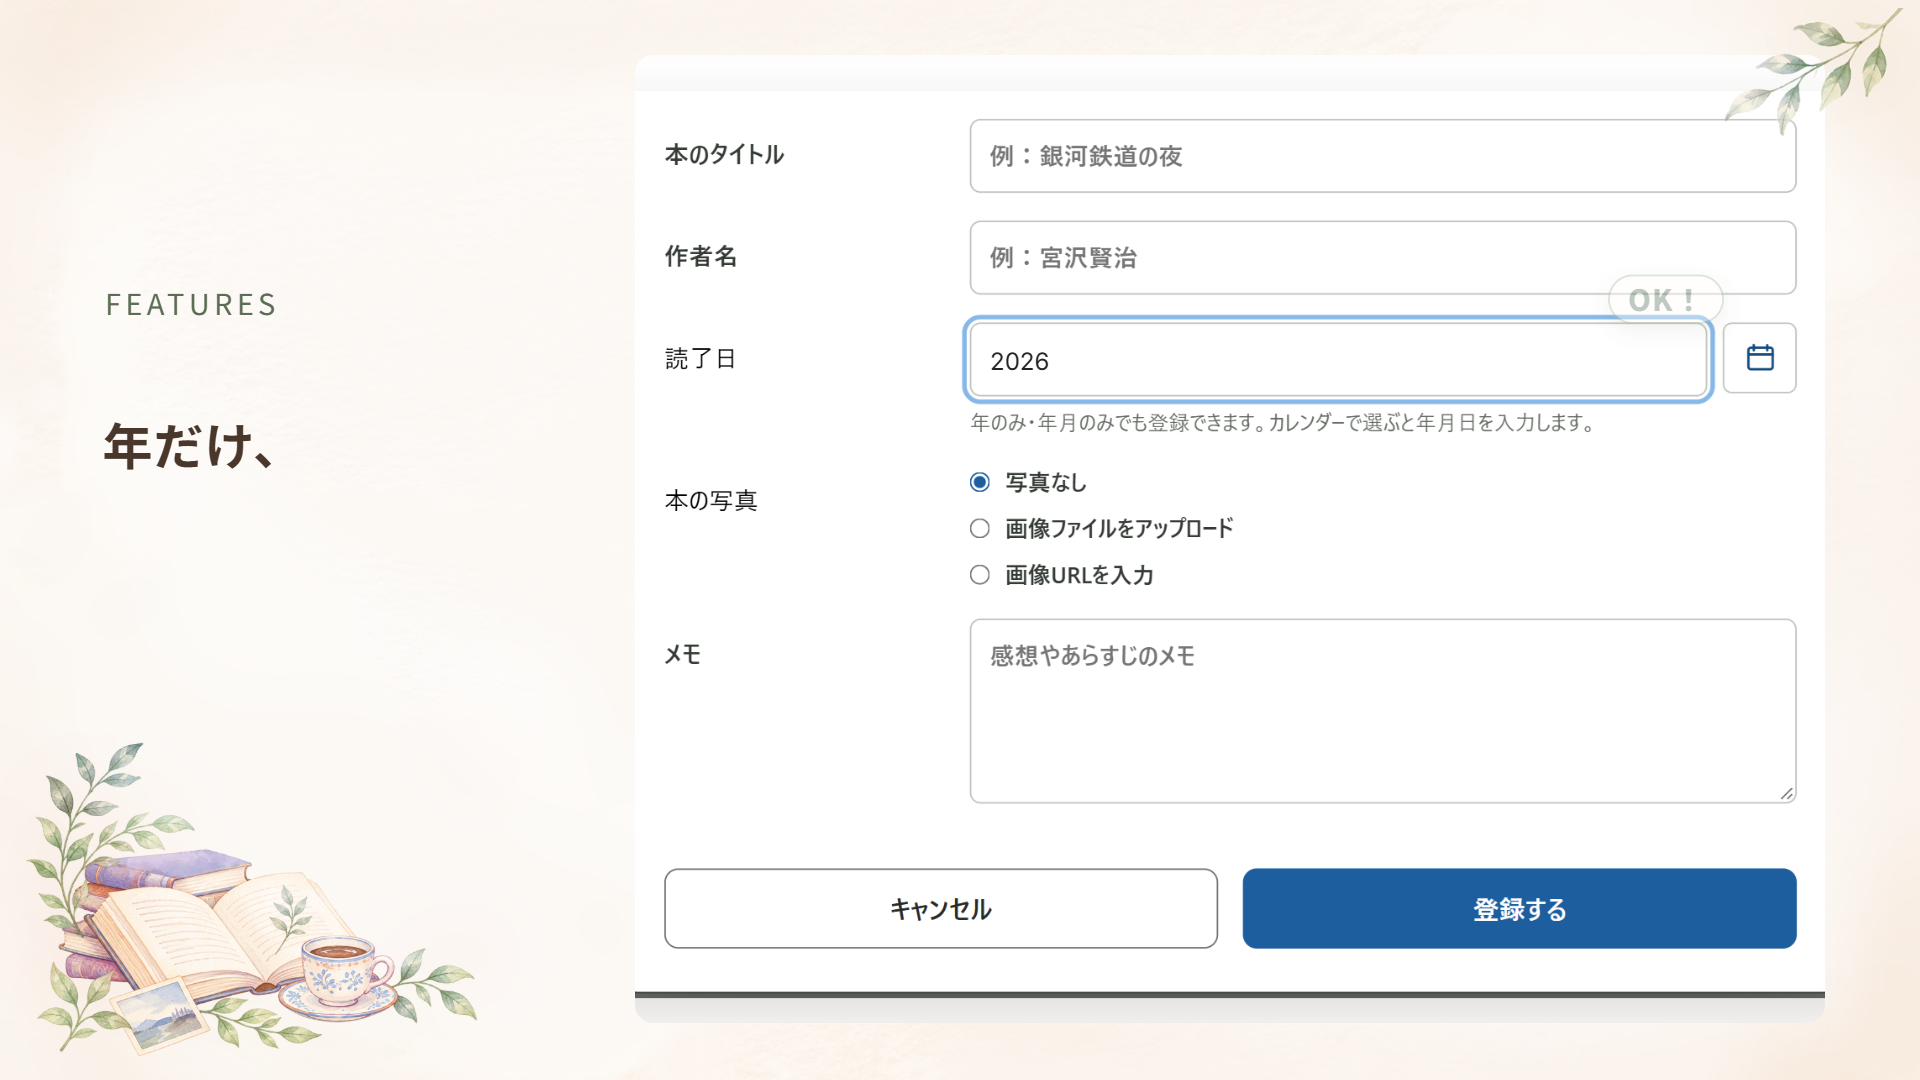 FEATURES
年だけ、
本のタイトル
例：銀河鉄道の夜
作者名
例：宮沢賢治
OK！
読了日
2026
年のみ・年月のみでも登録できます。カレンダーで選ぶと年月日を入力します。
本の写真
写真なし
画像ファイルをアップロード
画像URLを入力
メモ
感想やあらすじのメモ
キャンセル
登録する